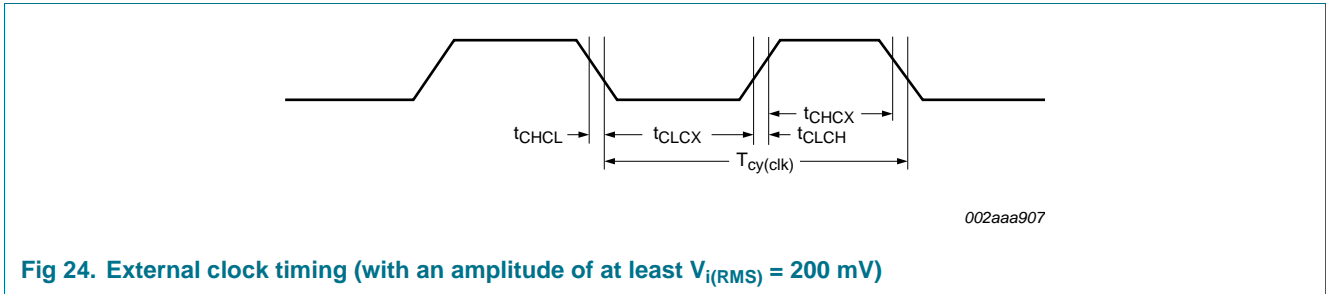 tCHCX
tCHCL tCLCX tCLCH
Tcy(clk)
002aaa907
Fig 24. External clock timing (with an amplitude of at least Vi(RMS) = 200 mV)